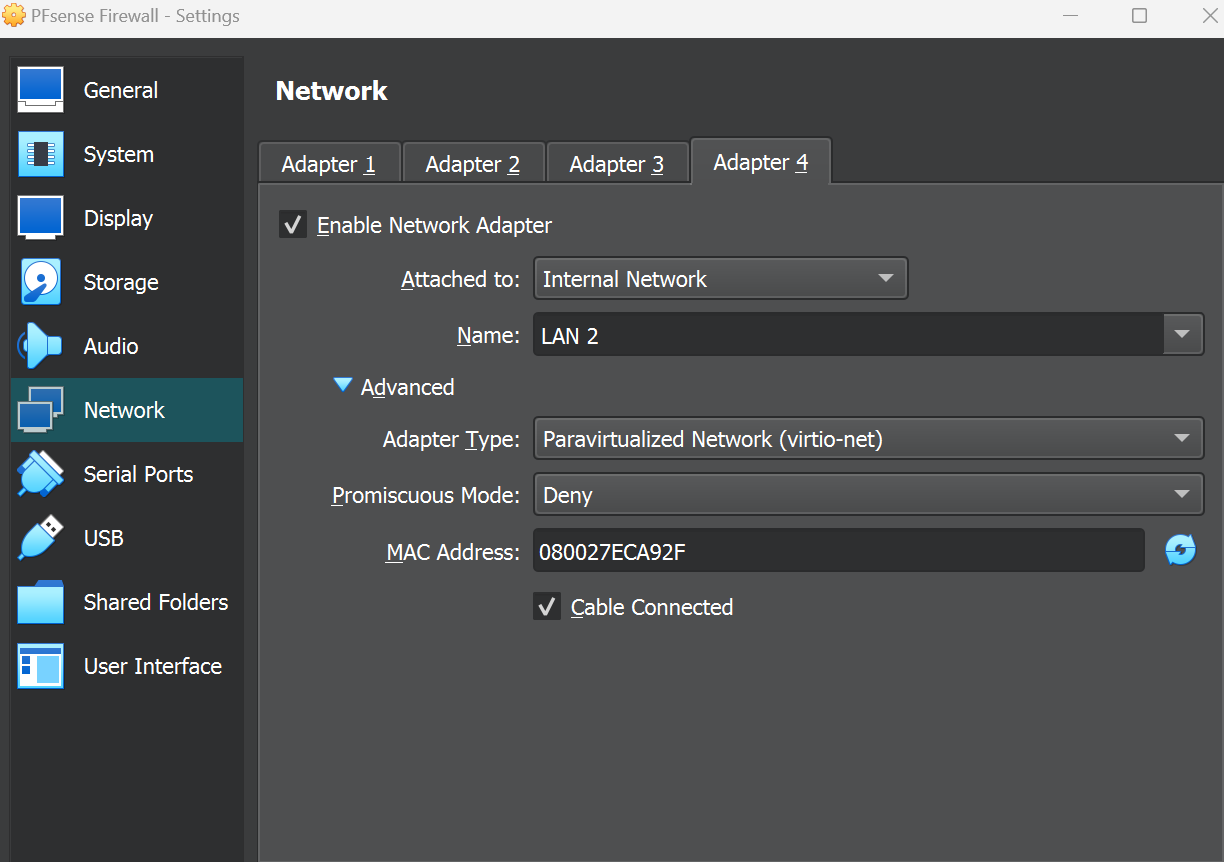 PFsense Firewall - Settings
General
System
Display
Storage
Audio
Network
Serial Ports
USB
Shared Folders
User Interface
Network
Adapter 1 Adapter 2 Adapter 3 Adapter 4
Enable Network Adapter
Attached to: Internal Network
Name: LAN 2
Advanced
Adapter Type: Paravirtualized Network (virtio-net)
Promiscuous Mode: Deny
MAC Address: 080027ECA92F
Cable Connected